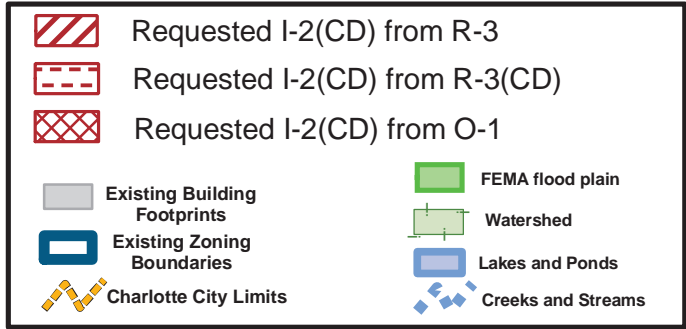 Requested I-2(CD) from R-3
Requested I-2(CD) from R-3(CD)
Requested I-2(CD) from O-1
Existing Building
Footprints
Existing Zoning
Boundaries
Charlotte City Limits
FEMA flood plain
Watershed
Lakes and Ponds
Creeks and Streams